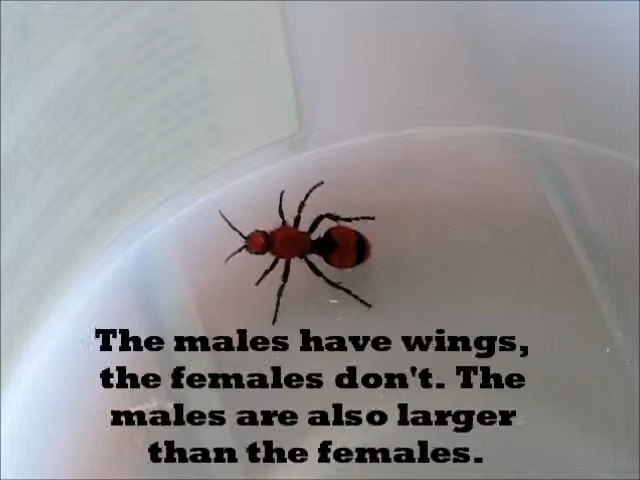 The males have wings,
the females don't. The
males are also larger
than the females.